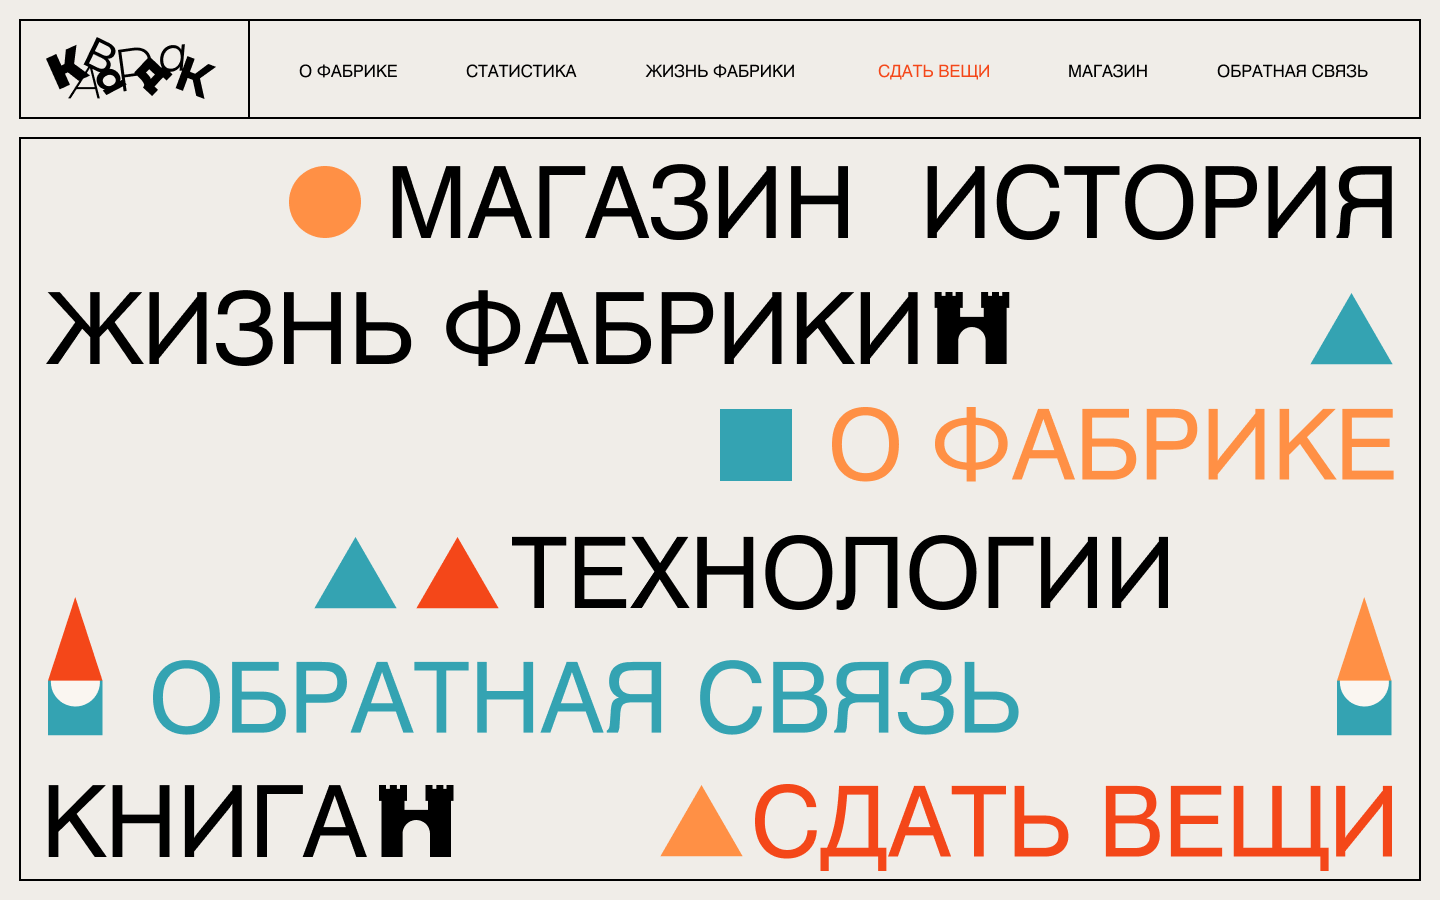 О ФАБРИКЕ СТАТИСТИКА ЖИЗНЬ ФАБРИКИ СДАТЬ ВЕЩИ МАГАЗИН ОБРАТНАЯ СВЯЗЬ
МАГАЗИН ИСТОРИЯ
ЖИЗНЬ ФАБРИКИ
О ФАБРИКЕ
ТЕХНОЛОГИИ
ОБРАТНАЯ СВЯЗЬ
КНИГА СДАТЬ ВЕЩИ